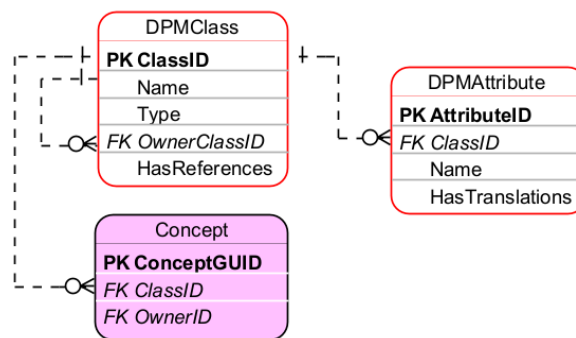 DPMClass
PK ClassID
Name
Type
FK OwnerClassID
HasReferences
DPMAttribute
PK AttributeID
FK ClassID
Name
HasTranslations
Concept
PK ConceptGUID
FK ClassID
FK OwnerID